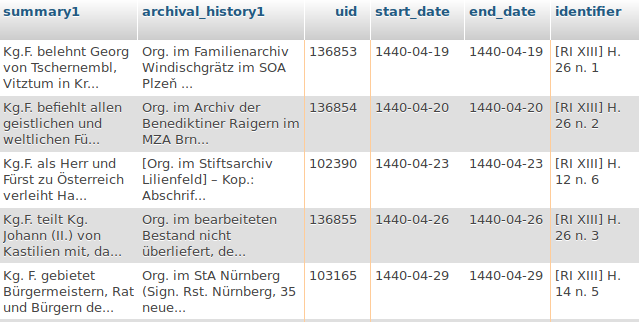 summary1 archival_history1 uid start_date end_date identifier
Kg.F. belehnt Georg Org. im Familienarchiv 136853 1440-04-19 1440-04-19 [RI XIII] H.
von Tschernembl, Windischgrätz im SOA 26 n. 1
Vitztum in Kr... Plzeň ...
Kg.F. befiehlt allen Org. im Archiv der 136854 1440-04-20 1440-04-20 [RI XIII] H.
geistlichen und Benediktiner Raigern im 26 n. 2
weltlichen Fü... MZA Brn...
Kg.F. als Herr und [Org. im Stiftsarchiv 102390 1440-04-23 1440-04-23 [RI XIII] H.
Fürst zu Österreich Lilienfeld] – Kop.: 12 n. 6
verleiht Ha... Abschrif...
Kg.F. teilt Kg. Org. im bearbeiteten 136855 1440-04-26 1440-04-26 [RI XIII] H.
Johann (II.) von Bestand nicht 26 n. 3
Kastilien mit, da... überliefert, de...
Kg. F. gebietet Org. im StA Nürnberg 103165 1440-04-29 1440-04-29 [RI XIII] H.
Bürgermeistern, Rat (Sign. Rst. Nürnberg, 35 14 n. 5
und Bürgern de... neue...